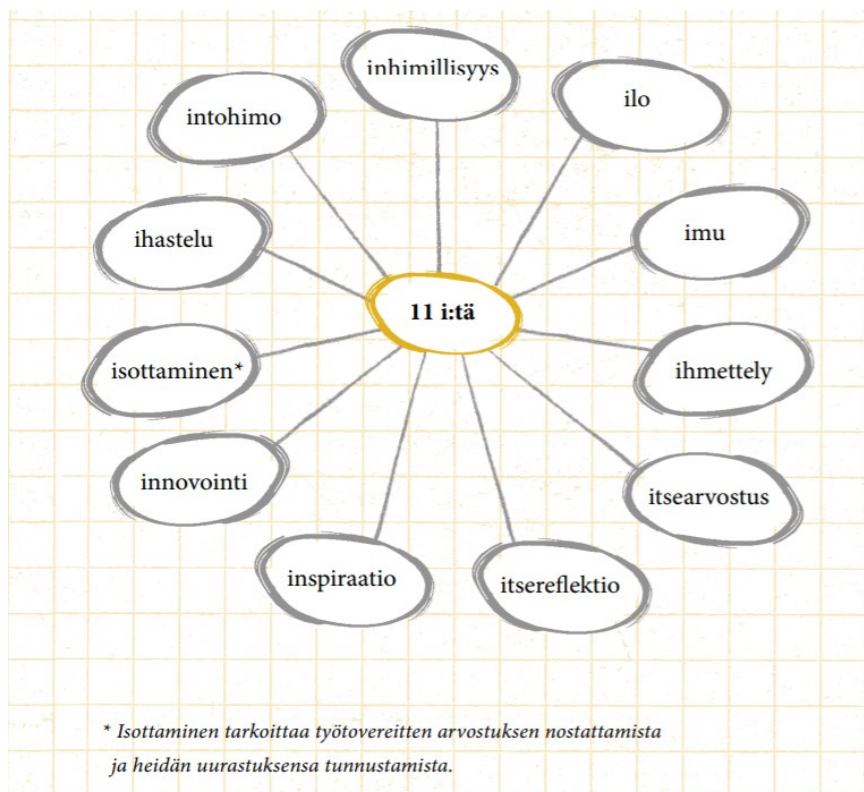 inhimillisyys
ilo
imu
ihmettely
itsearvostus
itsereflektio
inspiraatio
innovointi
isottaminen*
ihastelu
intohimo
11 i:tä
* Isottaminen tarkoittaa työtovereitten arvostuksen nostattamista
ja heidän uurastuksensa tunnustamista.